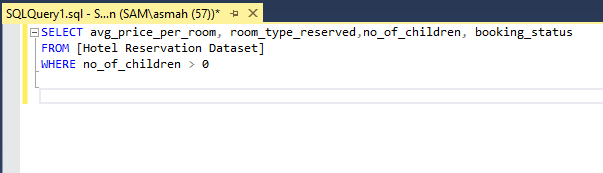 SQLQuery1.sql - S...n (SAM\asmah (57))*
SELECT avg_price_per_room, room_type_reserved,no_of_children, booking_status
FROM [Hotel Reservation Dataset]
WHERE no_of_children > 0